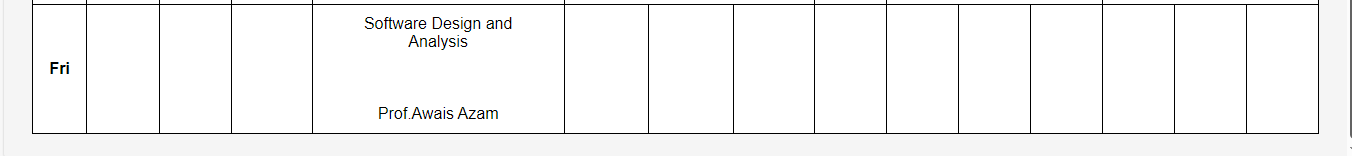 Fri
Software Design and
Analysis
Prof.Awais Azam